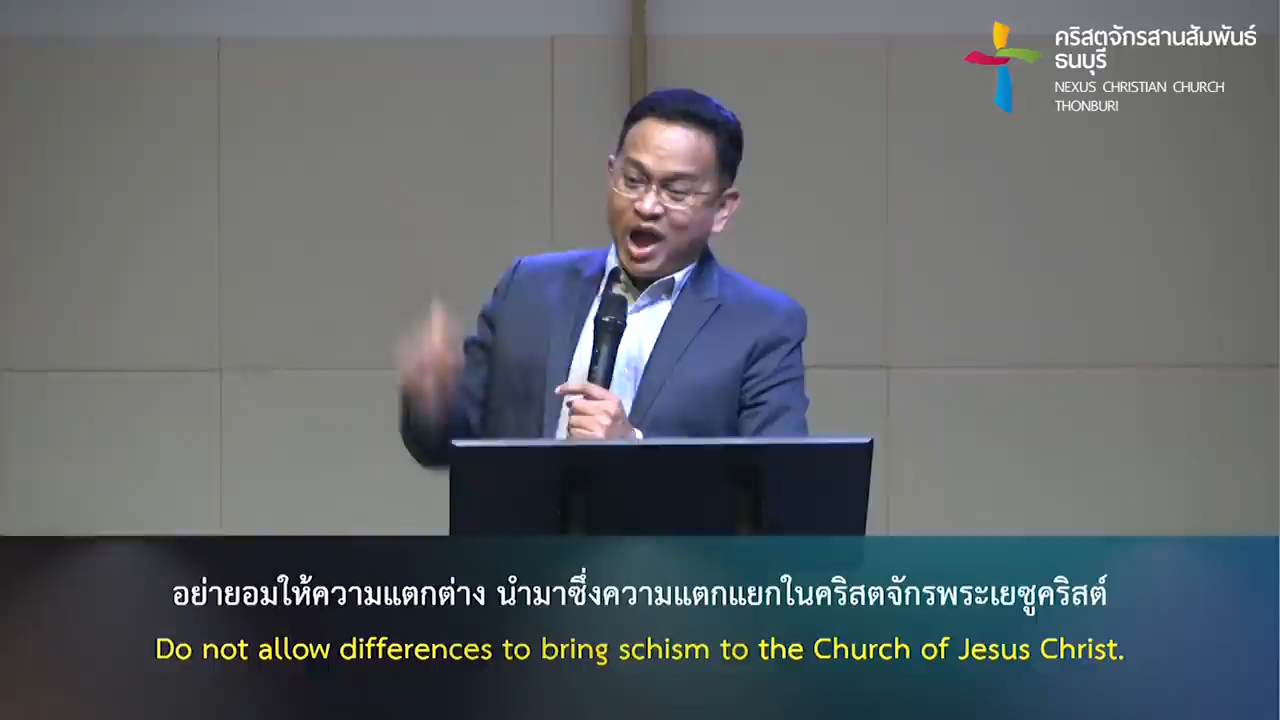 คริสตจักรสานสัมพันธ์
ธนบุรี
NEXUS CHRISTIAN CHURCH
THONBURI
อย่ายอมให้ความแตกต่าง นำมาซึ่งความแตกแยกในคริสตจักรพระเยซูคริสต์
Do not allow differences to bring schism to the Church of Jesus Christ.